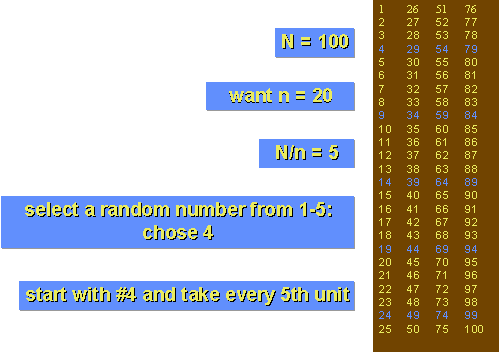 N = 100
want n = 20
N/n = 5
select a random number from 1-5:
chose 4
start with #4 and take every 5th unit
1 26 51 76
2 27 52 77
3 28 53 78
4 29 54 79
5 30 55 80
6 31 56 81
7 32 57 82
8 33 58 83
9 34 59 84
10 35 60 85
11 36 61 86
12 37 62 87
13 38 63 88
14 39 64 89
15 40 65 90
16 41 66 91
17 42 67 92
18 43 68 93
19 44 69 94
20 45 70 95
21 46 71 96
22 47 72 97
23 48 73 98
24 49 74 99
25 50 75 100